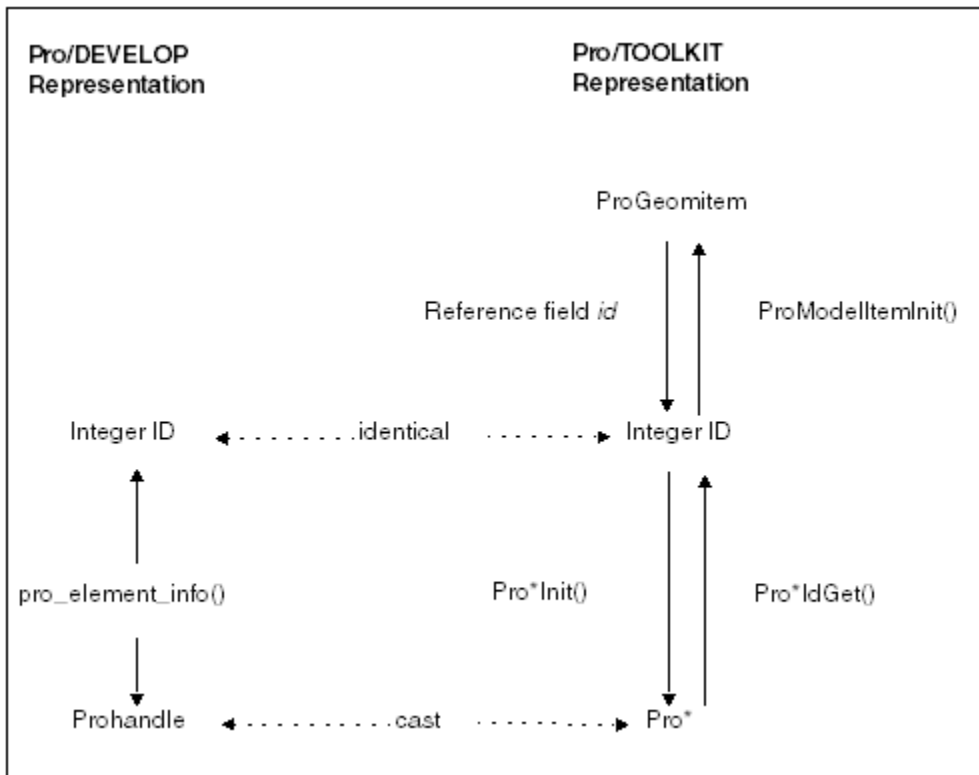 Pro/DEVELOP
Representation
Pro/TOOLKIT
Representation
ProGeomitem
Reference field id
ProModelItemInit()
Integer ID
identical
Integer ID
pro_element_info()
Pro*Init()
Pro*IdGet()
Prohandle
cast
Pro*